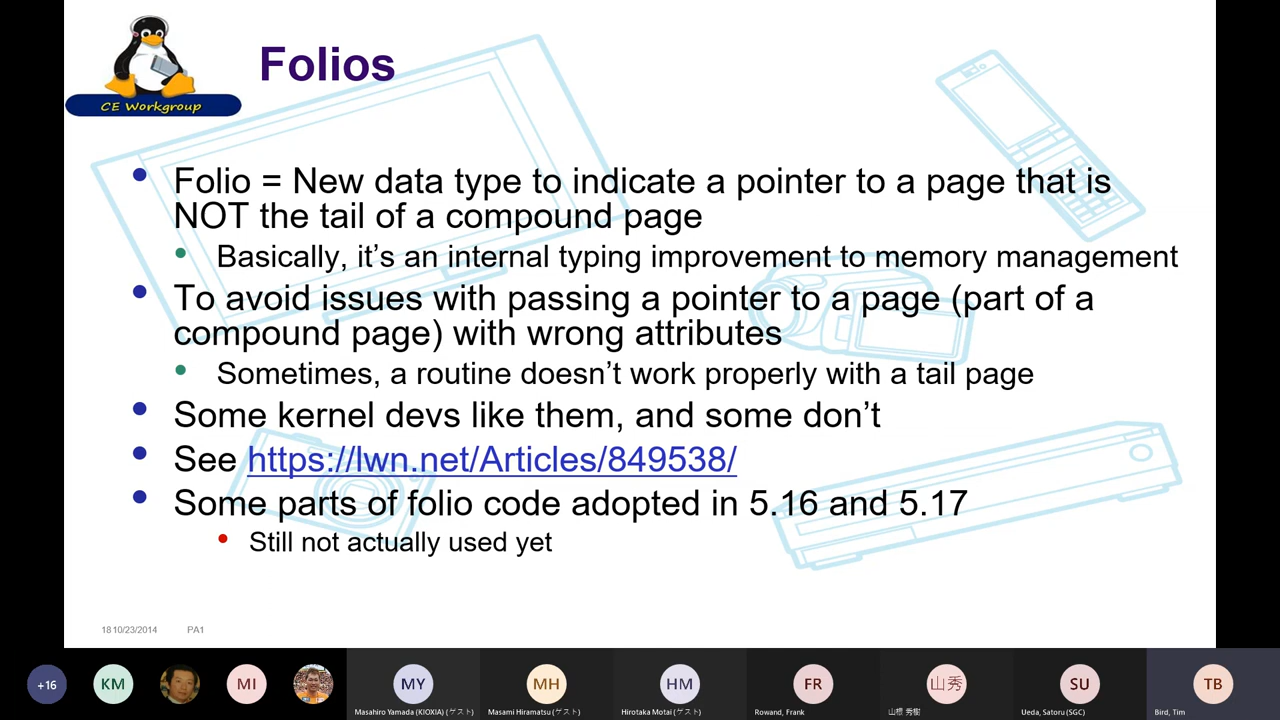 CE Workgroup
Folios
Folio = New data type to indicate a pointer to a page that is
NOT the tail of a compound page
Basically, it’s an internal typing improvement to memory management
To avoid issues with passing a pointer to a page (part of a
compound page) with wrong attributes
Sometimes, a routine doesn’t work properly with a tail page
Some kernel devs like them, and some don’t
See https://lwn.net/Articles/849538/
Some parts of folio code adopted in 5.16 and 5.17
Still not actually used yet
18 10/23/2014 PA1
+16 KM MI MY MH HM FR 山秀 SU TB
Masahiro Yamada (KIOXIA) (ゲスト) Masami Hiramatsu (ゲスト) Hirotaka Motai (ゲスト) Rowand, Frank 山根 秀樹 Ueda, Satoru (SGC) Bird, Tim